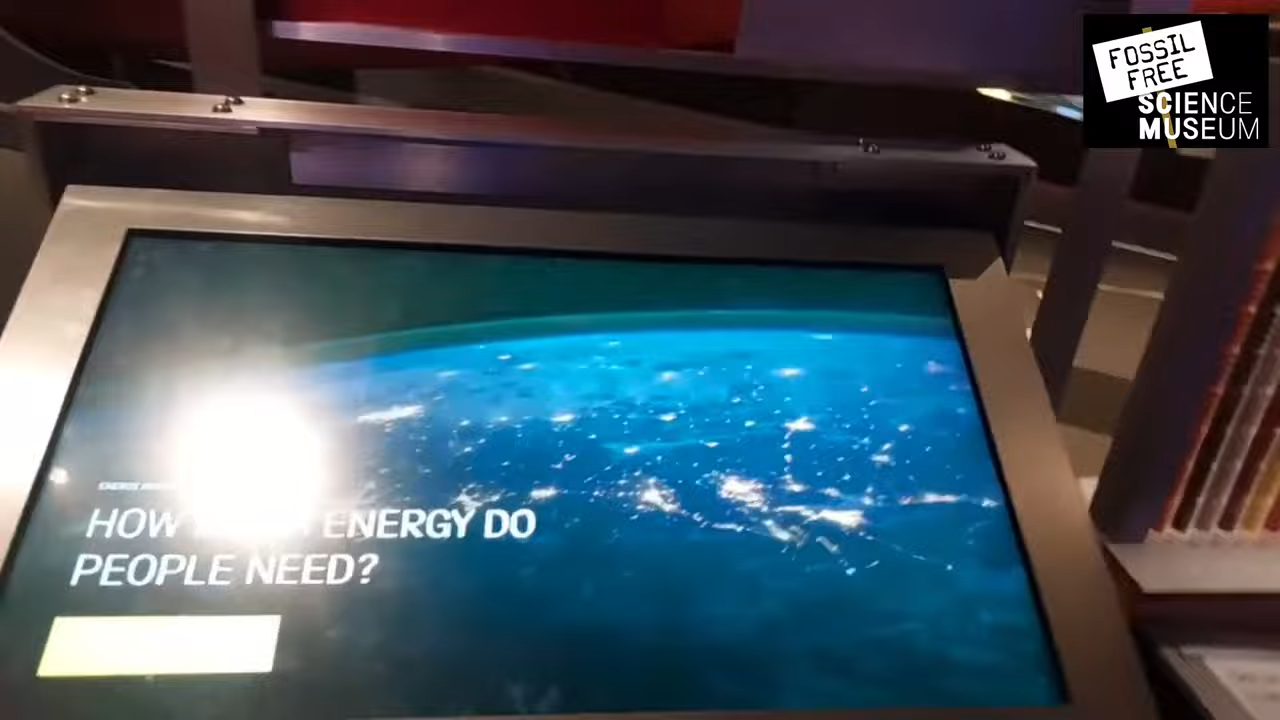 FOSSIL
FREE
SCIENCE
MUSEUM
HOW ENERGY DO
PEOPLE NEED?